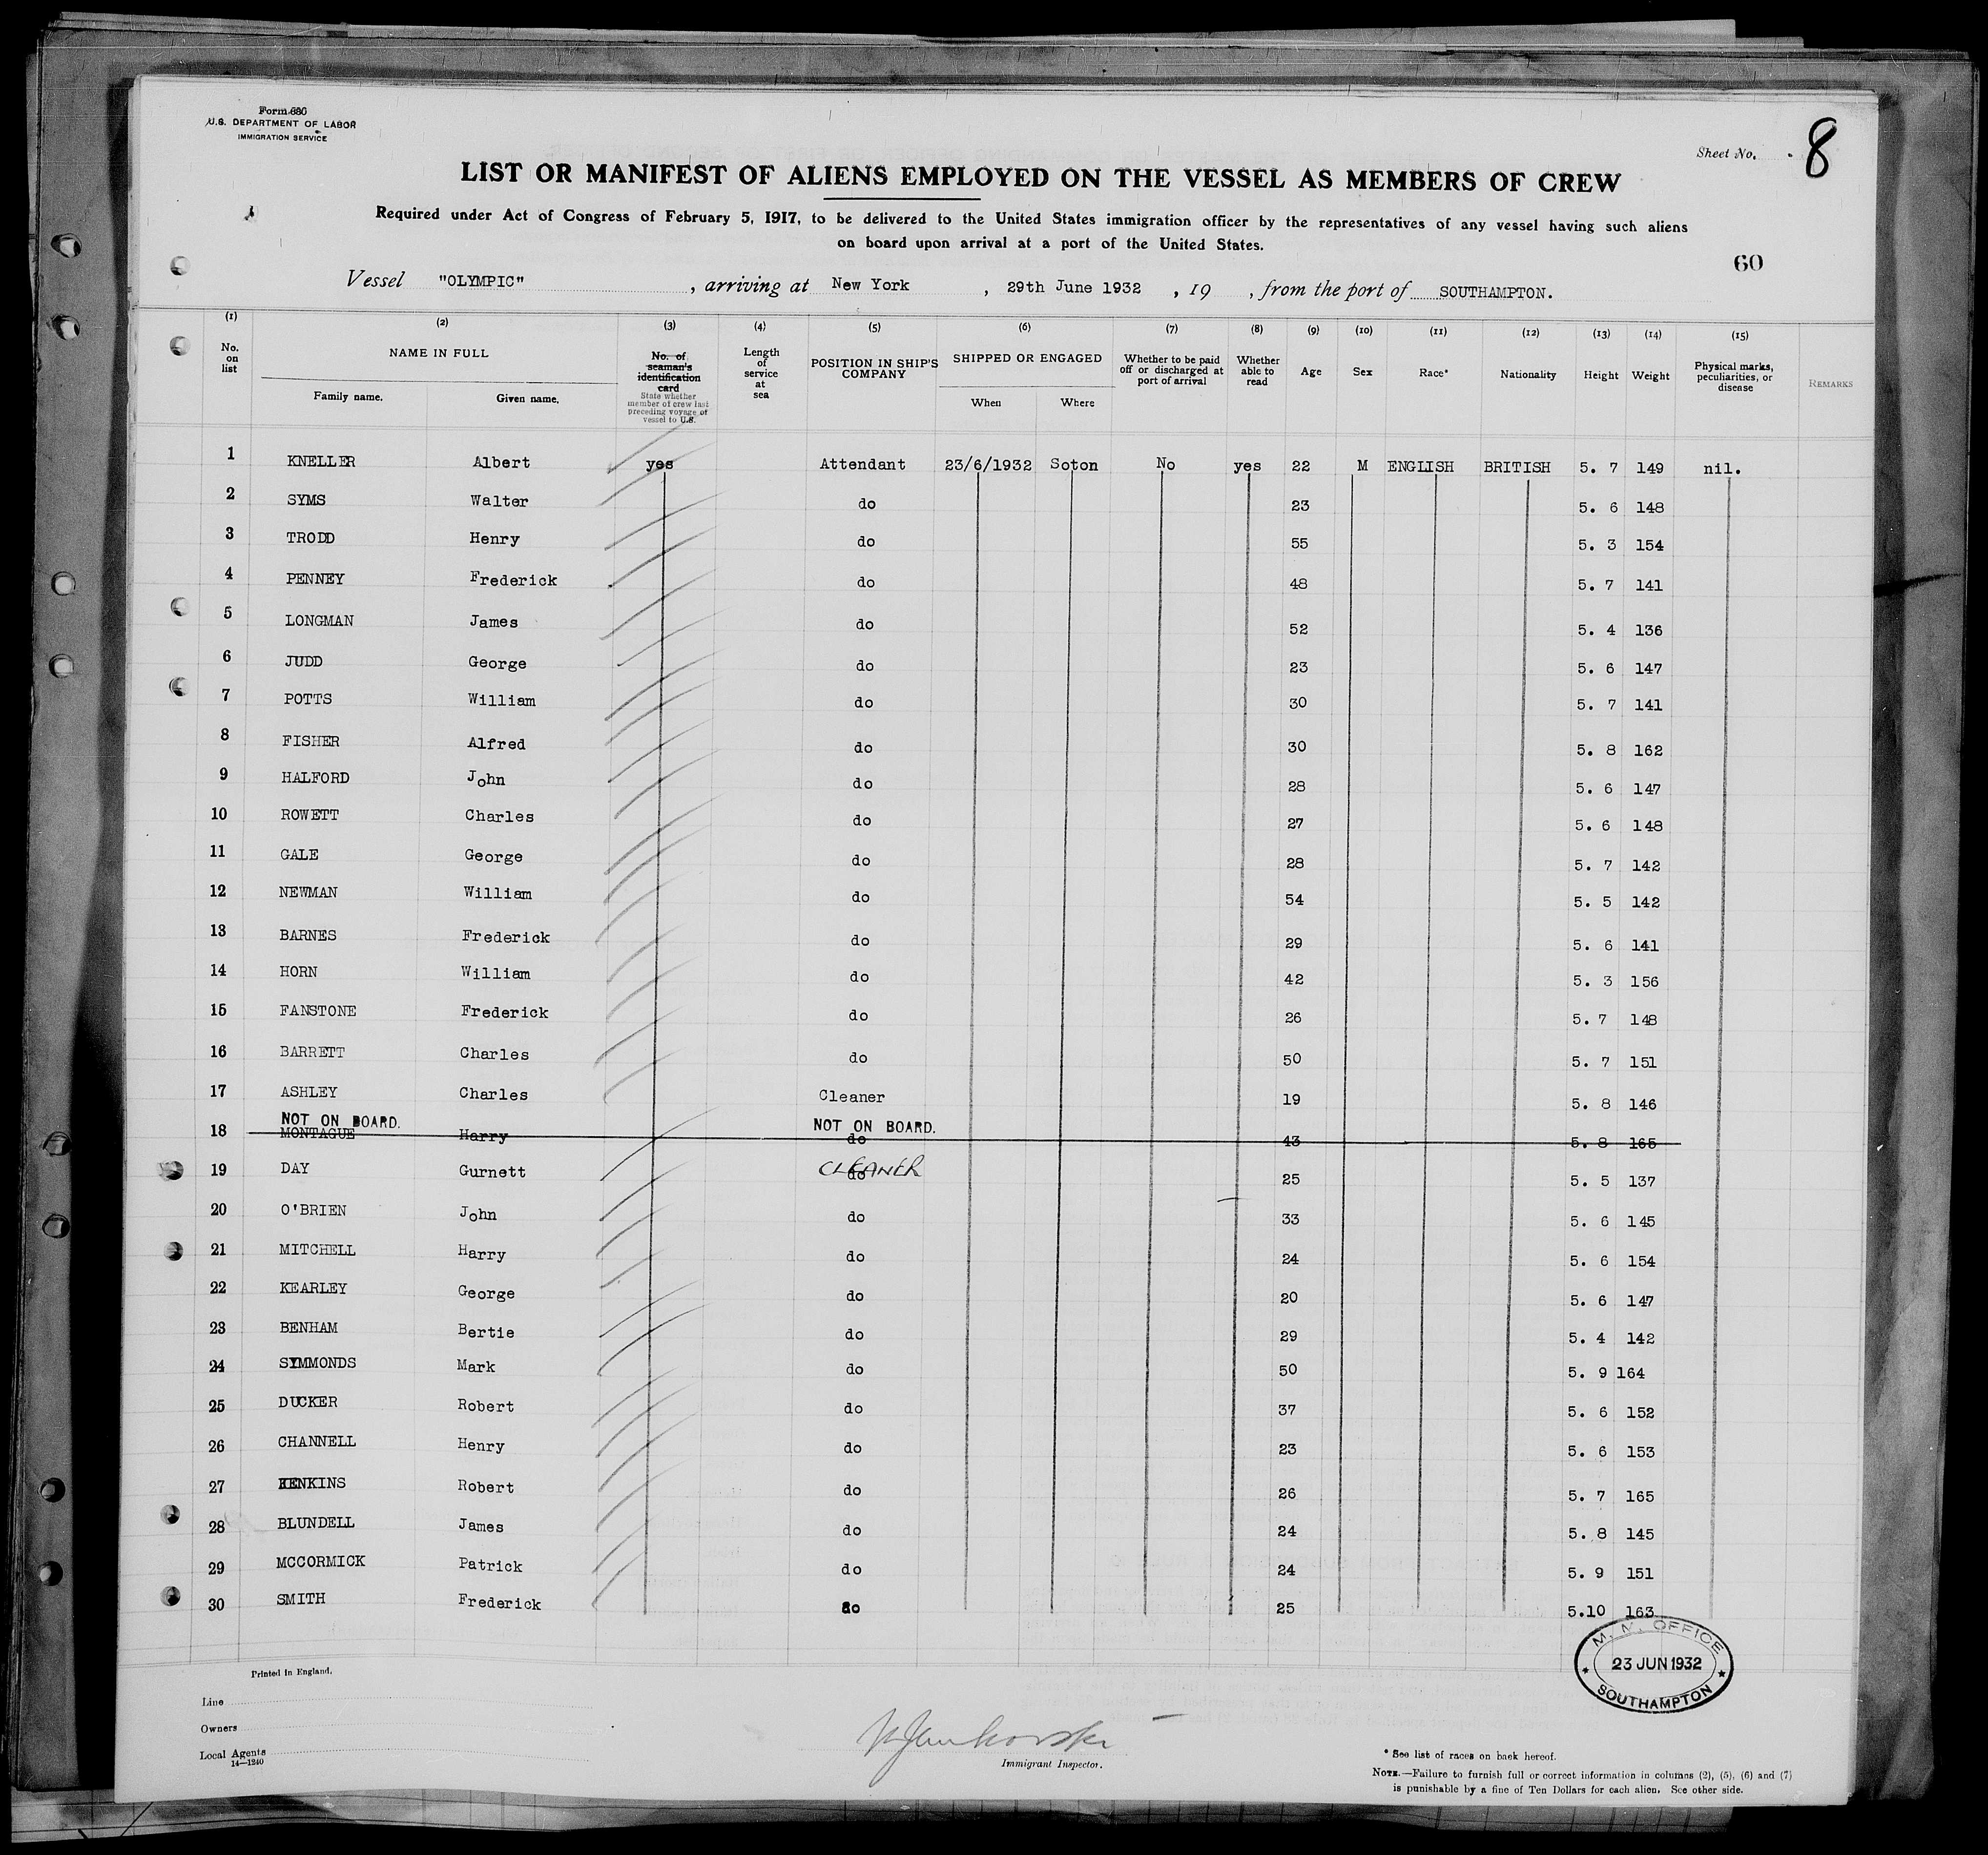 Form 680
U.S. DEPARTMENT OF LABOR
IMMIGRATION SERVICE
Sheet No. 8
LIST OR MANIFEST OF ALIENS EMPLOYED ON THE VESSEL AS MEMBERS OF CREW
Required under Act of Congress of February 5, 1917, to be delivered to the United States immigration officer by the representatives of any vessel having such aliens
on board upon arrival at a port of the United States.
60
Vessel "OLYMPIC", arriving at New York, 29th June 1932, 19 , from the port of SOUTHAMPTON.
(1) (2) (3) (4) (5) (6) (7) (8) (9) (10) (11) (12) (13) (14) (15)
No. on list
NAME IN FULL
Family name. Given name.
No. of seaman's identification card
State whether member of crew last preceding voyage of vessel to U.S.
Length of service at sea
POSITION IN SHIP'S COMPANY
SHIPPED OR ENGAGED
When Where
Whether to be paid off or discharged at port of arrival
Whether able to read
Age
Sex
Race*
Nationality
Height
Weight
Physical marks, peculiarities, or disease
REMARKS
1 KNELLER Albert yes Attendant 23/6/1932 Soton No yes 22 M ENGLISH BRITISH 5. 7 149 nil.
2 SYMS Walter do 23 5. 6 148
3 TRODD Henry do 55 5. 3 154
4 PENNEY Frederick do 48 5. 7 141
5 LONGMAN James do 52 5. 4 136
6 JUDD George do 23 5. 6 147
7 POTTS William do 30 5. 7 141
8 FISHER Alfred do 30 5. 8 162
9 HALFORD John do 28 5. 6 147
10 ROWETT Charles do 27 5. 6 148
11 GALE George do 28 5. 7 142
12 NEWMAN William do 54 5. 5 142
13 BARNES Frederick do 29 5. 6 141
14 HORN William do 42 5. 3 156
15 FANSTONE Frederick do 26 5. 7 148
16 BARRETT Charles do 50 5. 7 151
17 ASHLEY Charles Cleaner 19 5. 8 146
NOT ON BOARD. NOT ON BOARD.
18 MONTAGUE Harry do 43 5. 8 165
19 DAY Gurnett do CLEANER 25 5. 5 137
20 O'BRIEN John do 33 5. 6 145
21 MITCHELL Harry do 24 5. 6 154
22 KEARLEY George do 20 5. 6 147
23 BENHAM Bertie do 29 5. 4 142
24 SYMMONDS Mark do 50 5. 9 164
25 DUCKER Robert do 37 5. 6 152
26 CHANNELL Henry do 23 5. 6 153
27 JENKINS Robert do 26 5. 7 165
28 BLUNDELL James do 24 5. 8 145
29 MCCORMICK Patrick do 24 5. 9 151
30 SMITH Frederick do 25 5.10 163
M. M. OFFICE
23 JUN 1932
SOUTHAMPTON
Printed in England.
Line
Owners
Local Agents
14—1240
Immigrant Inspector.
* See list of races on back hereof.
NOTE.—Failure to furnish full or correct information in columns (2), (5), (6) and (7)
is punishable by a fine of Ten Dollars for each alien. See other side.